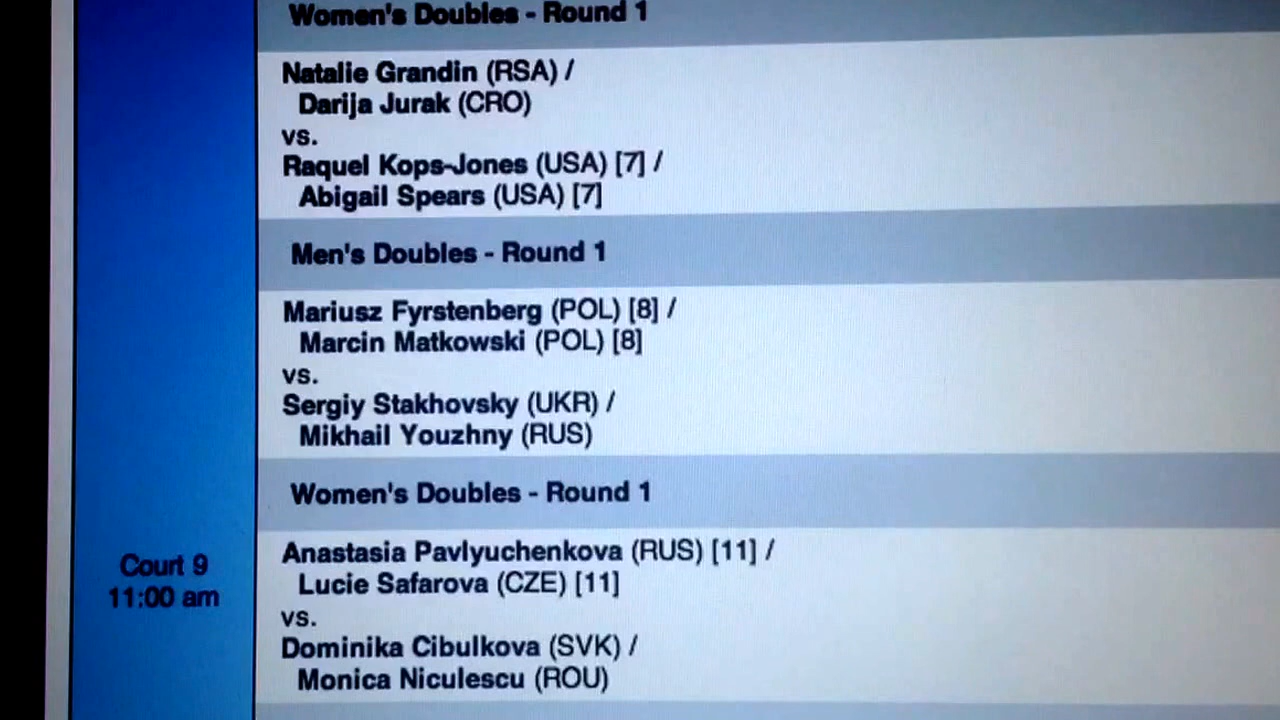 Women's Doubles - Round 1
Natalie Grandin (RSA) /
Darija Jurak (CRO)
vs.
Raquel Kops-Jones (USA) [7] /
Abigail Spears (USA) [7]
Men's Doubles - Round 1
Mariusz Fyrstenberg (POL) [8] /
Marcin Matkowski (POL) [8]
vs.
Sergiy Stakhovsky (UKR) /
Mikhail Youzhny (RUS)
Women's Doubles - Round 1
Court 9
11:00 am
Anastasia Pavlyuchenkova (RUS) [11] /
Lucie Safarova (CZE) [11]
vs.
Dominika Cibulkova (SVK) /
Monica Niculescu (ROU)